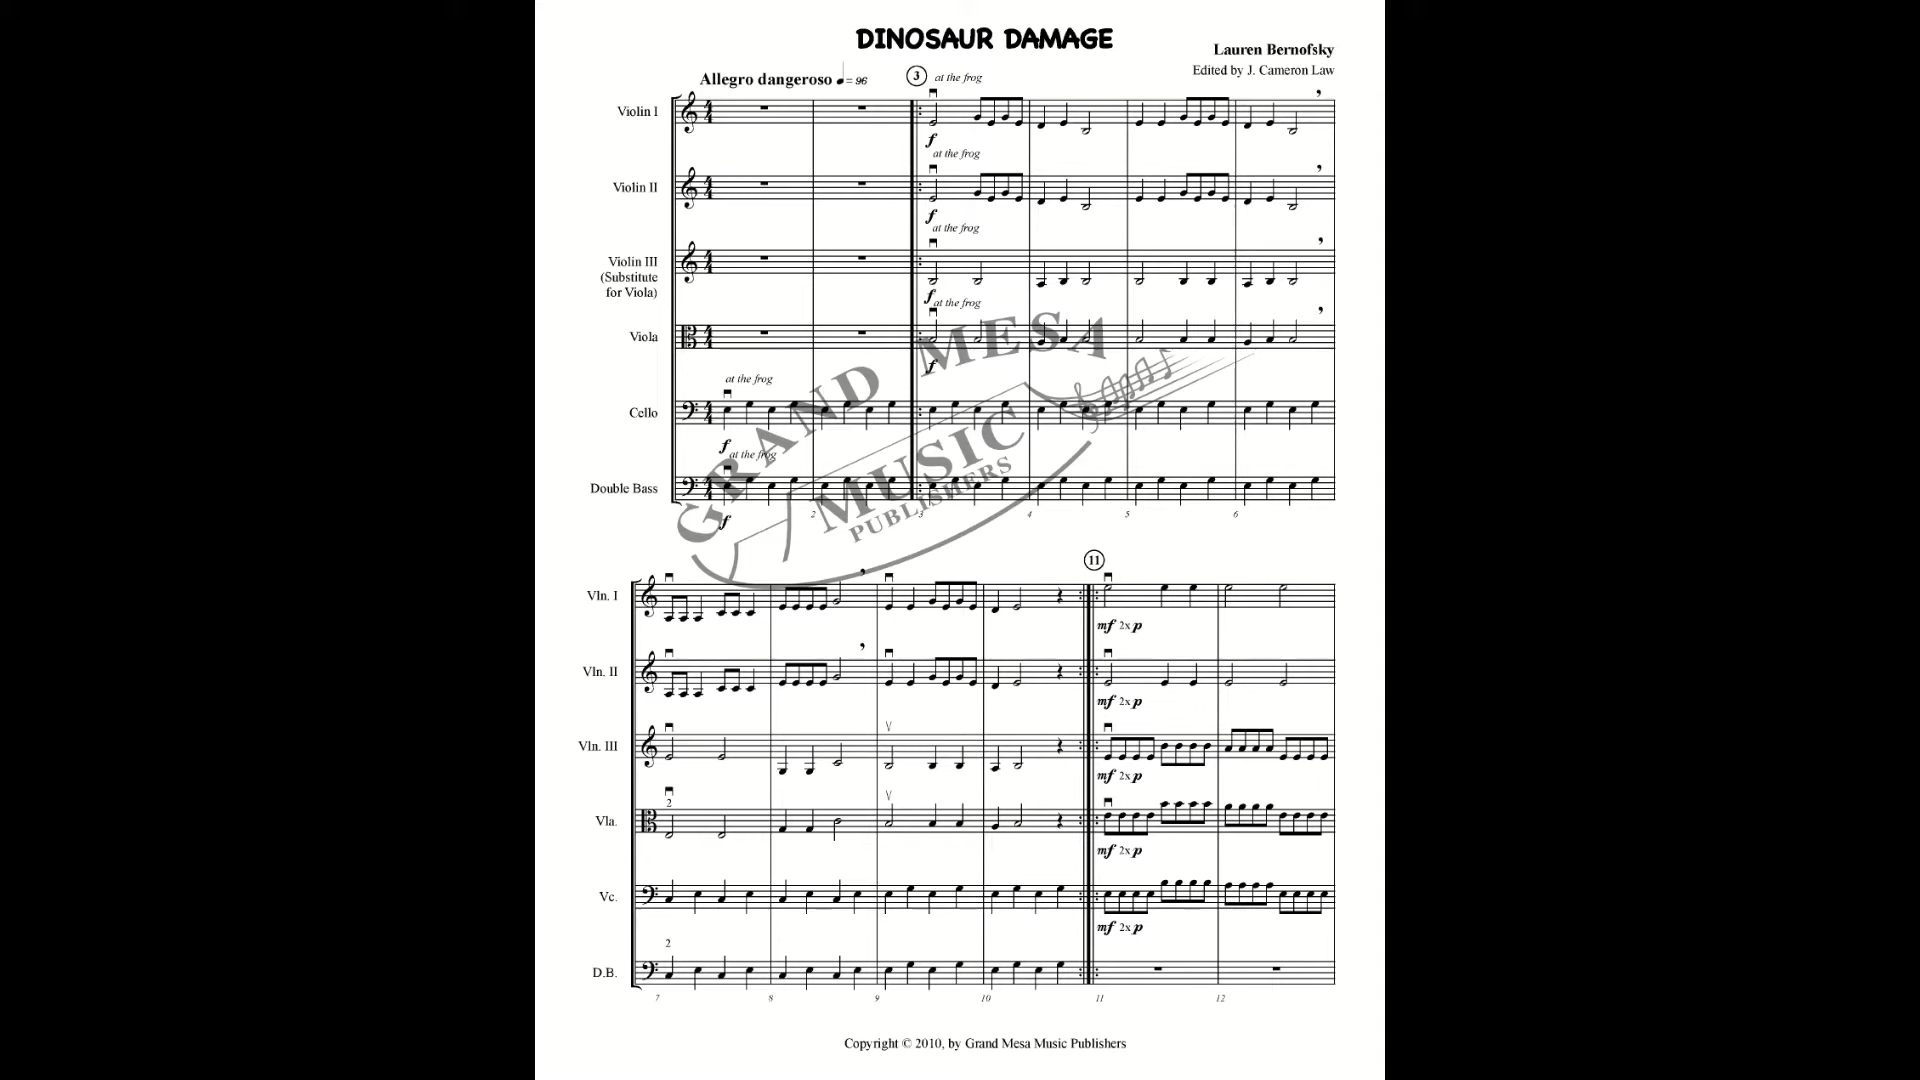 DINOSAUR DAMAGE
Lauren Bernofsky
Edited by J. Cameron Law
Allegro dangeroso ♩= 96
3 at the frog
Violin I
f
at the frog
Violin II
f
at the frog
Violin III
(Substitute
for Viola)
f
at the frog
Viola
f
at the frog
Cello
f
at the frog
Double Bass
f
2 3 4 5 6
GRAND MESA
MUSIC
PUBLISHERS
11
Vln. I
mf 2x p
Vln. II
mf 2x p
Vln. III
mf 2x p
2
Vla.
mf 2x p
Vc.
mf 2x p
2
D.B.
7 8 9 10 11 12
Copyright © 2010, by Grand Mesa Music Publishers